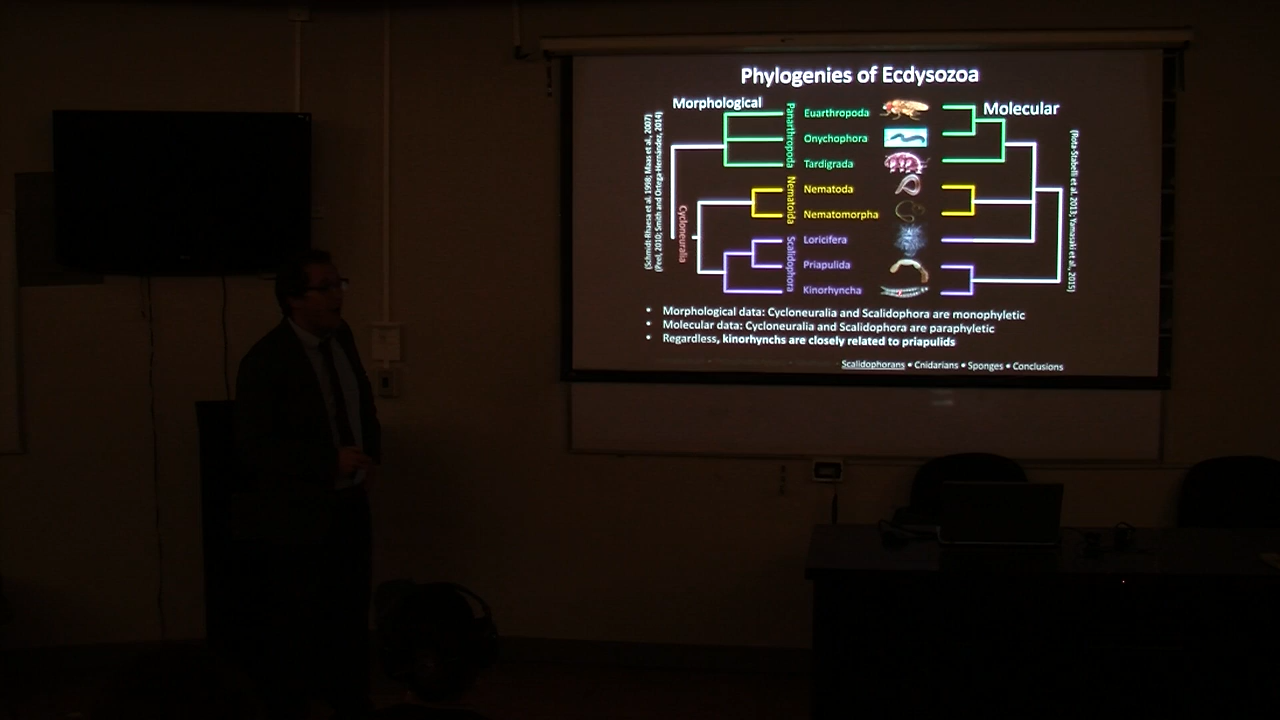 Phylogenies of Ecdysozoa
Morphological
Molecular
(Schmidt-Rhaesa et al. 1998; Maas et al., 2007)
(Peel, 2010; Smith and Ortega-Hernández, 2014)
Panarthropoda
Euarthropoda
Onychophora
Tardigrada
Nematoida
Nematoda
Nematomorpha
Cycloneuralia
Scalidophora
Loricifera
Priapulida
Kinorhyncha
(Rota-Stabelli et al. 2013; Yamasaki et al., 2015)
• Morphological data: Cycloneuralia and Scalidophora are monophyletic
• Molecular data: Cycloneuralia and Scalidophora are paraphyletic
• Regardless, kinorhynchs are closely related to priapulids
Scalidophorans • Cnidarians • Sponges • Conclusions